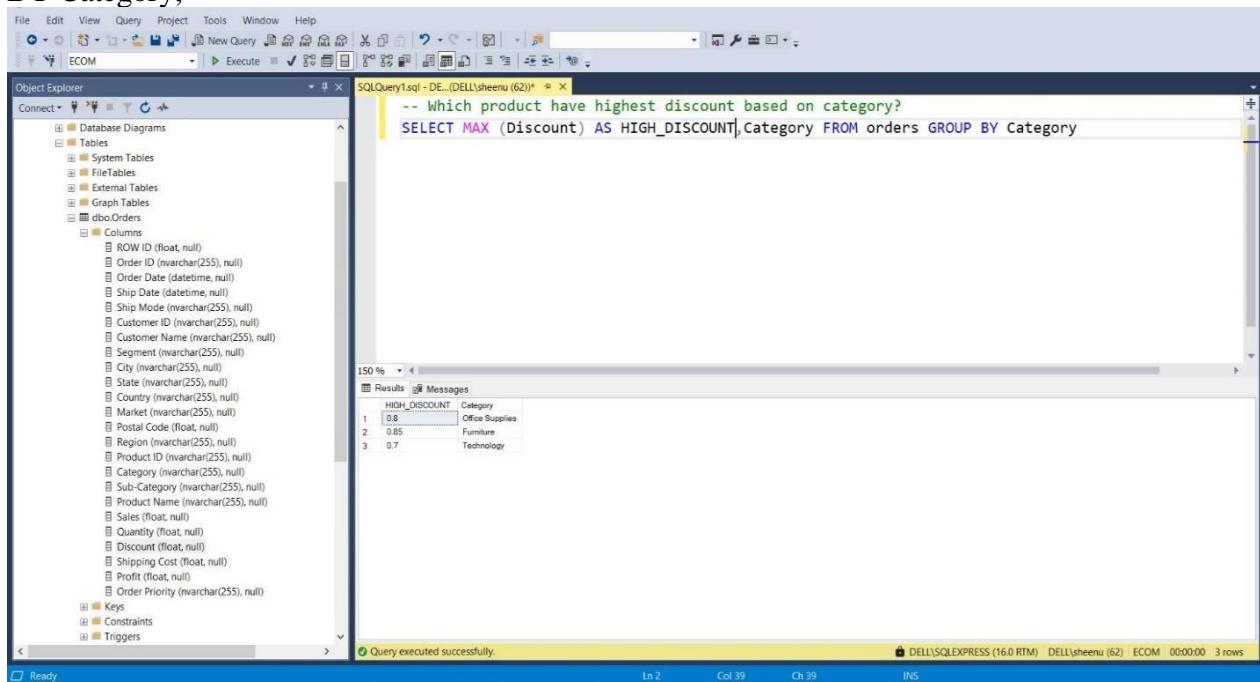 BY Category;
File Edit View Query Project Tools Window Help
New Query
ECOM
Execute
Object Explorer
SQLQuery1.sql - DE...(DELL\sheenu (62))*
Connect
-- Which product have highest discount based on category?
SELECT MAX (Discount) AS HIGH_DISCOUNT,Category FROM orders GROUP BY Category
Database Diagrams
Tables
System Tables
FileTables
External Tables
Graph Tables
dbo.Orders
Columns
ROW ID (float, null)
Order ID (nvarchar(255), null)
Order Date (datetime, null)
Ship Date (datetime, null)
Ship Mode (nvarchar(255), null)
Customer ID (nvarchar(255), null)
Customer Name (nvarchar(255), null)
Segment (nvarchar(255), null)
City (nvarchar(255), null)
State (nvarchar(255), null)
Country (nvarchar(255), null)
Market (nvarchar(255), null)
Postal Code (float, null)
Region (nvarchar(255), null)
Product ID (nvarchar(255), null)
Category (nvarchar(255), null)
Sub-Category (nvarchar(255), null)
Product Name (nvarchar(255), null)
Sales (float, null)
Quantity (float, null)
Discount (float, null)
Shipping Cost (float, null)
Profit (float, null)
Order Priority (nvarchar(255), null)
Keys
Constraints
Triggers
150 %
Results Messages
HIGH_DISCOUNT Category
1 0.8 Office Supplies
2 0.85 Furniture
3 0.7 Technology
Query executed successfully.
DELL\SQLEXPRESS (16.0 RTM) DELL\sheenu (62) ECOM 00:00:00 3 rows
Ready Ln 2 Col 39 Ch 39 INS